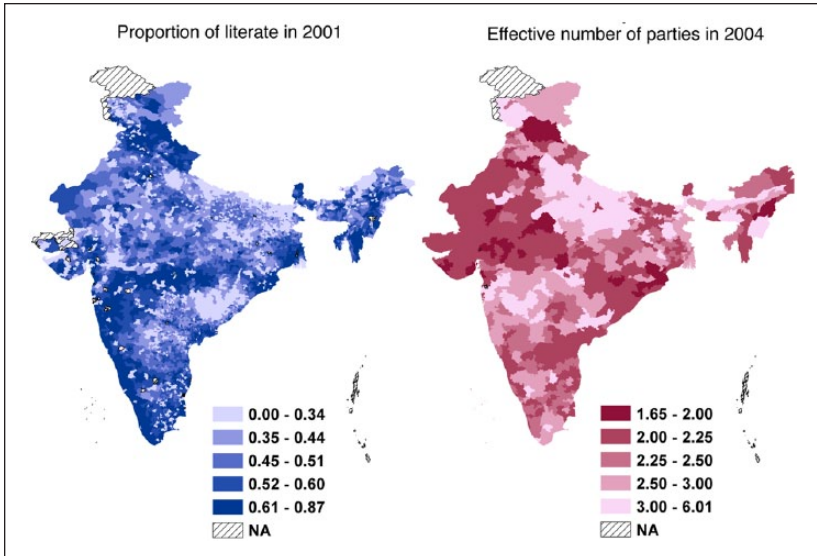 Proportion of literate in 2001
Effective number of parties in 2004
0.00 - 0.34
0.35 - 0.44
0.45 - 0.51
0.52 - 0.60
0.61 - 0.87
NA
1.65 - 2.00
2.00 - 2.25
2.25 - 2.50
2.50 - 3.00
3.00 - 6.01
NA